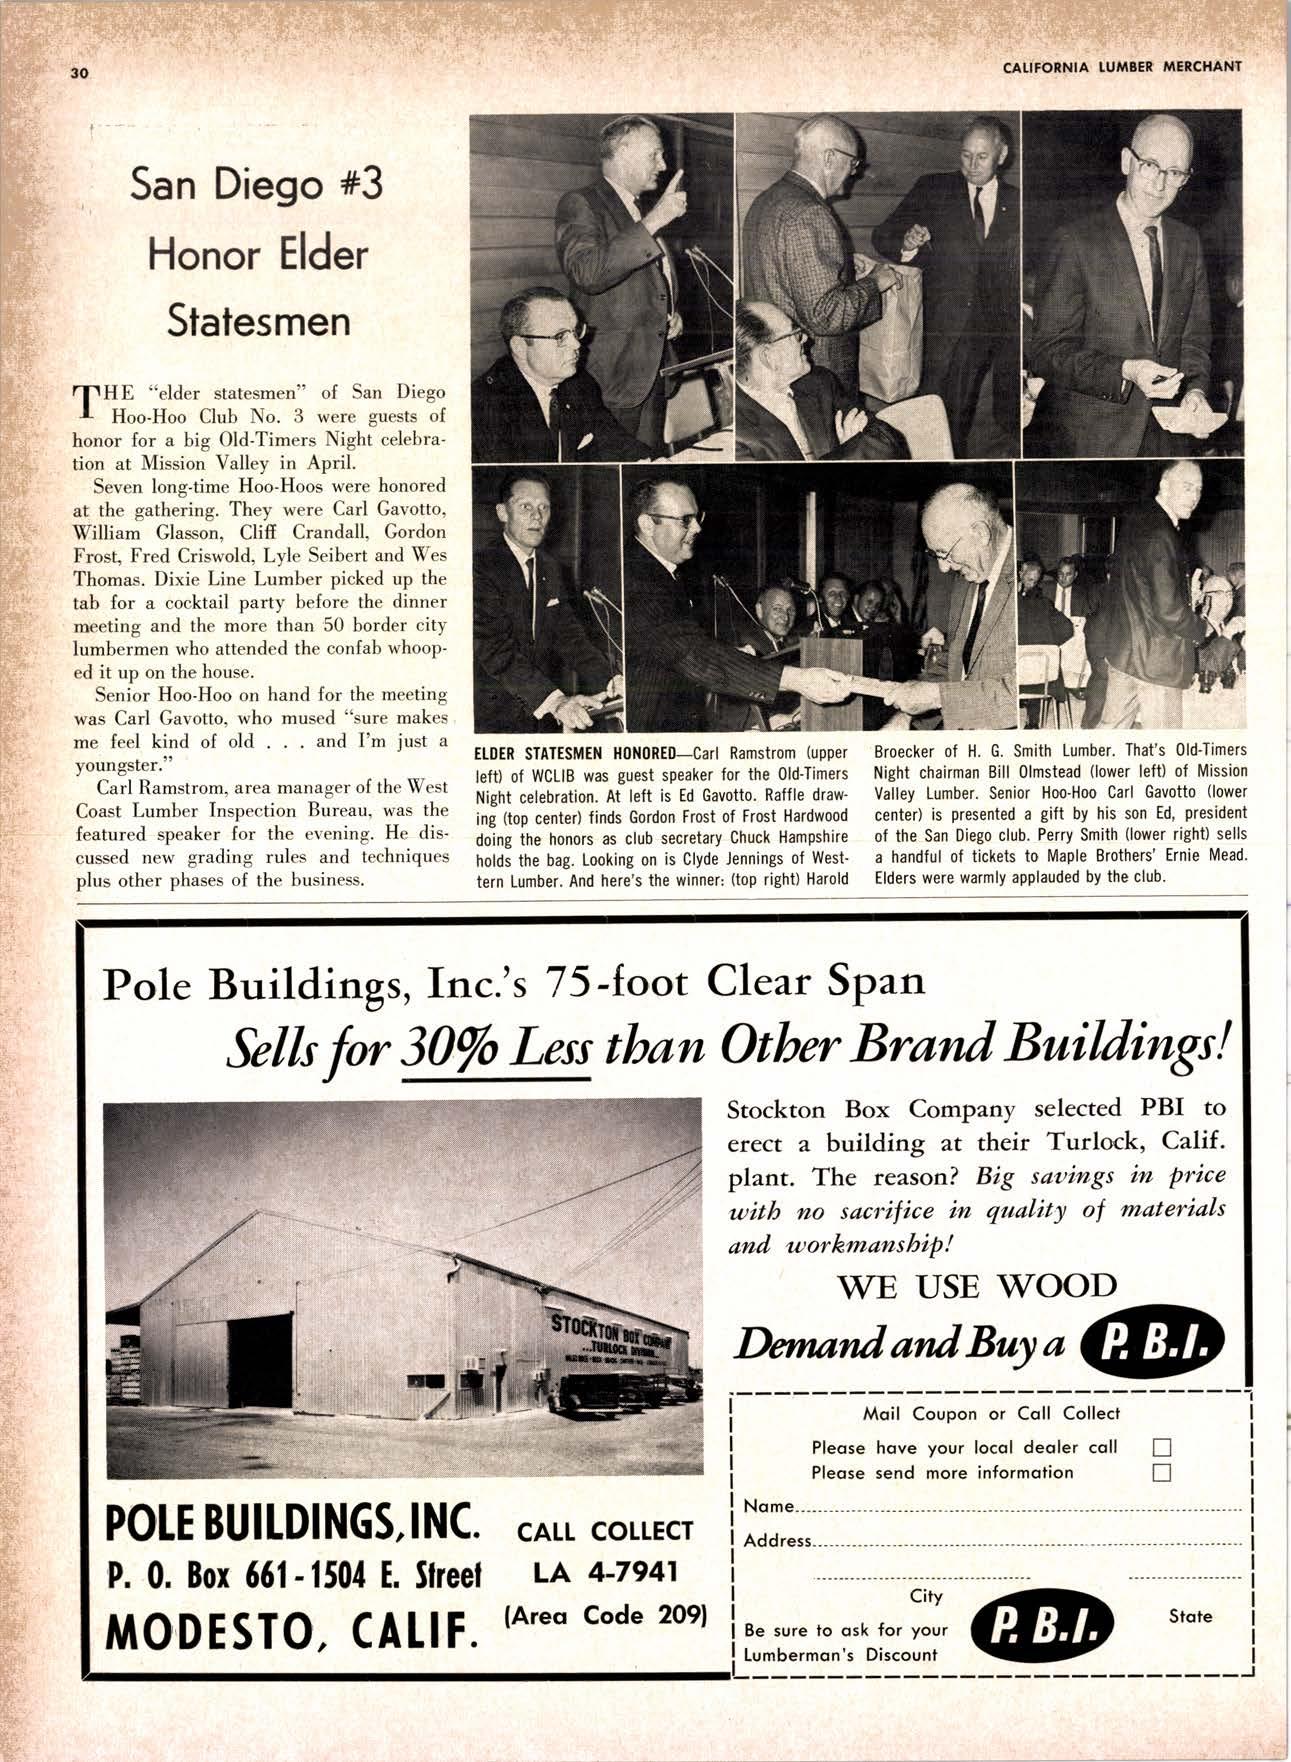 30
CALIFORNIA LUMBER MERCHANT
San Diego #3
Honor Elder
Statesmen
THE “elder statesmen” of San Diego
Hoo-Hoo Club No. 3 were guests of
honor for a big Old-Timers Night celebra-
tion at Mission Valley in April.
Seven long-time Hoo-Hoos were honored
at the gathering. They were Carl Gavotto,
William Glasson, Cliff Crandall, Gordon
Frost, Fred Criswold, Lyle Seibert and Wes
Thomas. Dixie Line Lumber picked up the
tab for a cocktail party before the dinner
meeting and the more than 50 border city
lumbermen who attended the confab whoop-
ed it up on the house.
Senior Hoo-Hoo on hand for the meeting
was Carl Gavotto, who mused “sure makes
me feel kind of old . . . and I'm just a
youngster.”
Carl Ramstrom, area manager of the West
Coast Lumber Inspection Bureau, was the
featured speaker for the evening. He dis-
cussed new grading rules and techniques
plus other phases of the business.
ELDER STATESMEN HONORED—Carl Ramstrom (upper
left) of WCLIB was guest speaker for the Old-Timers
Night celebration. At left is Ed Gavotto. Raffle draw-
ing (top center) finds Gordon Frost of Frost Hardwood
doing the honors as club secretary Chuck Hampshire
holds the bag. Looking on is Clyde Jennings of West-
tern Lumber. And here's the winner: (top right) Harold
Broecker of H. G. Smith Lumber. That's Old-Timers
Night chairman Bill Olmstead (lower left) of Mission
Valley Lumber. Senior Hoo-Hoo Carl Gavotto (lower
center) is presented a gift by his son Ed, president
of the San Diego club. Perry Smith (lower right) sells
a handful of tickets to Maple Brothers' Ernie Mead.
Elders were warmly applauded by the club.
Pole Buildings, Inc.'s 75-foot Clear Span
Sells for 30% Less than Other Brand Buildings!
STOCKTON BOX COMPANY
...TURLOCK DIVISION...
Stockton Box Company selected PBI to
erect a building at their Turlock, Calif.
plant. The reason? Big savings in price
with no sacrifice in quality of materials
and workmanship!
WE USE WOOD
Demand and Buy a P.B.I.
POLE BUILDINGS, INC.
P. O. Box 661-1504 E. Street
MODESTO, CALIF.
CALL COLLECT
LA 4-7941
(Area Code 209)
Mail Coupon or Call Collect
Please have your local dealer call
Please send more information
Name
Address
City
State
Be sure to ask for your
Lumberman's Discount
P.B.I.